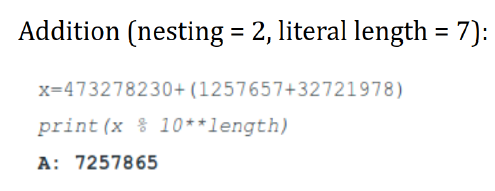 Addition (nesting = 2, literal length = 7):
x=473278230+(1257657+32721978)
print(x % 10**length)
A: 7257865